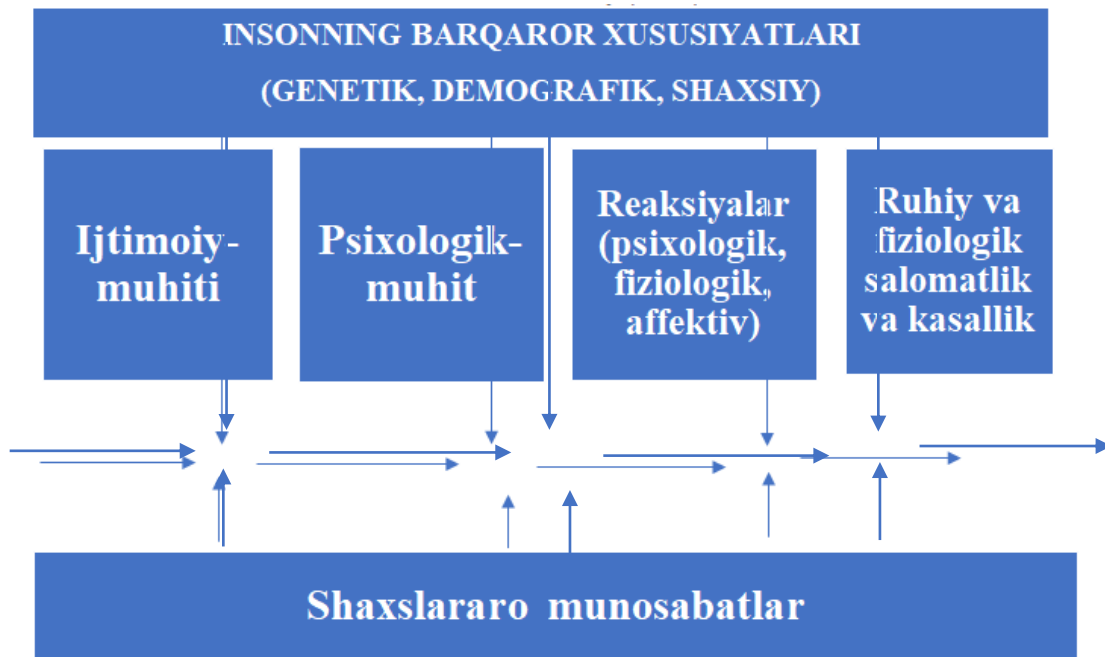 INSONNING BARQAROR XUSUSIYATLARI
(GENETIK, DEMOGRAFIK, SHAXSIY)
Ijtimoiy-
muhiti
Psixologik-
muhit
Reaksiyalar
(psixologik,
fiziologik,
affektiv)
Ruhiy va
fiziologik
salomatlik
va kasallik
Shaxslararo munosabatlar